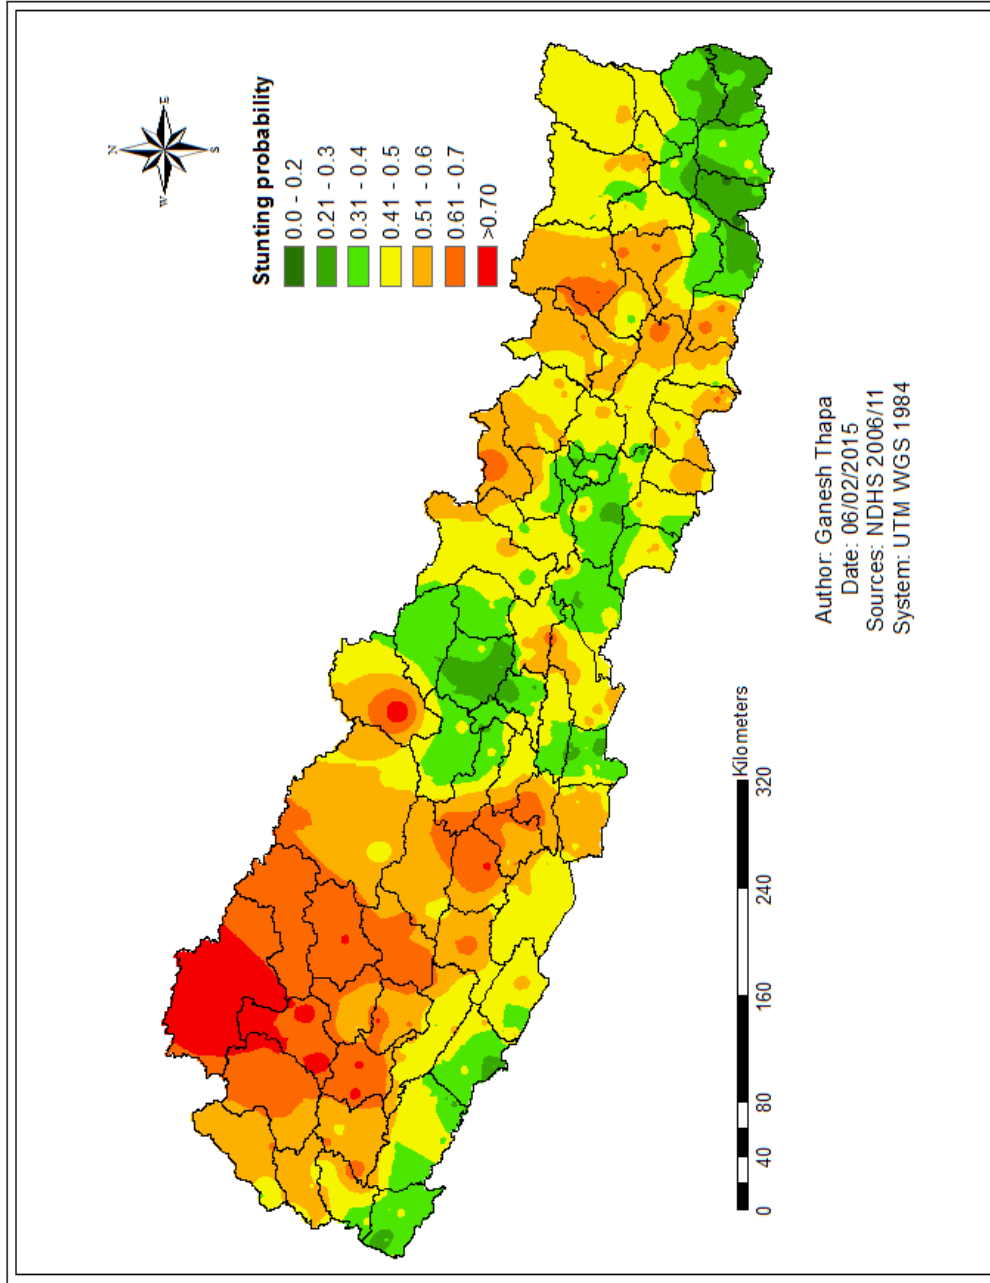 N
W
E
S
Stunting probability
0.0 - 0.2
0.21 - 0.3
0.31 - 0.4
0.41 - 0.5
0.51 - 0.6
0.61 - 0.7
>0.70
Author: Ganesh Thapa
Date: 06/02/2015
Sources: NDHS 2006/11
System: UTM WGS 1984
Kilometers
0 40 80 160 240 320